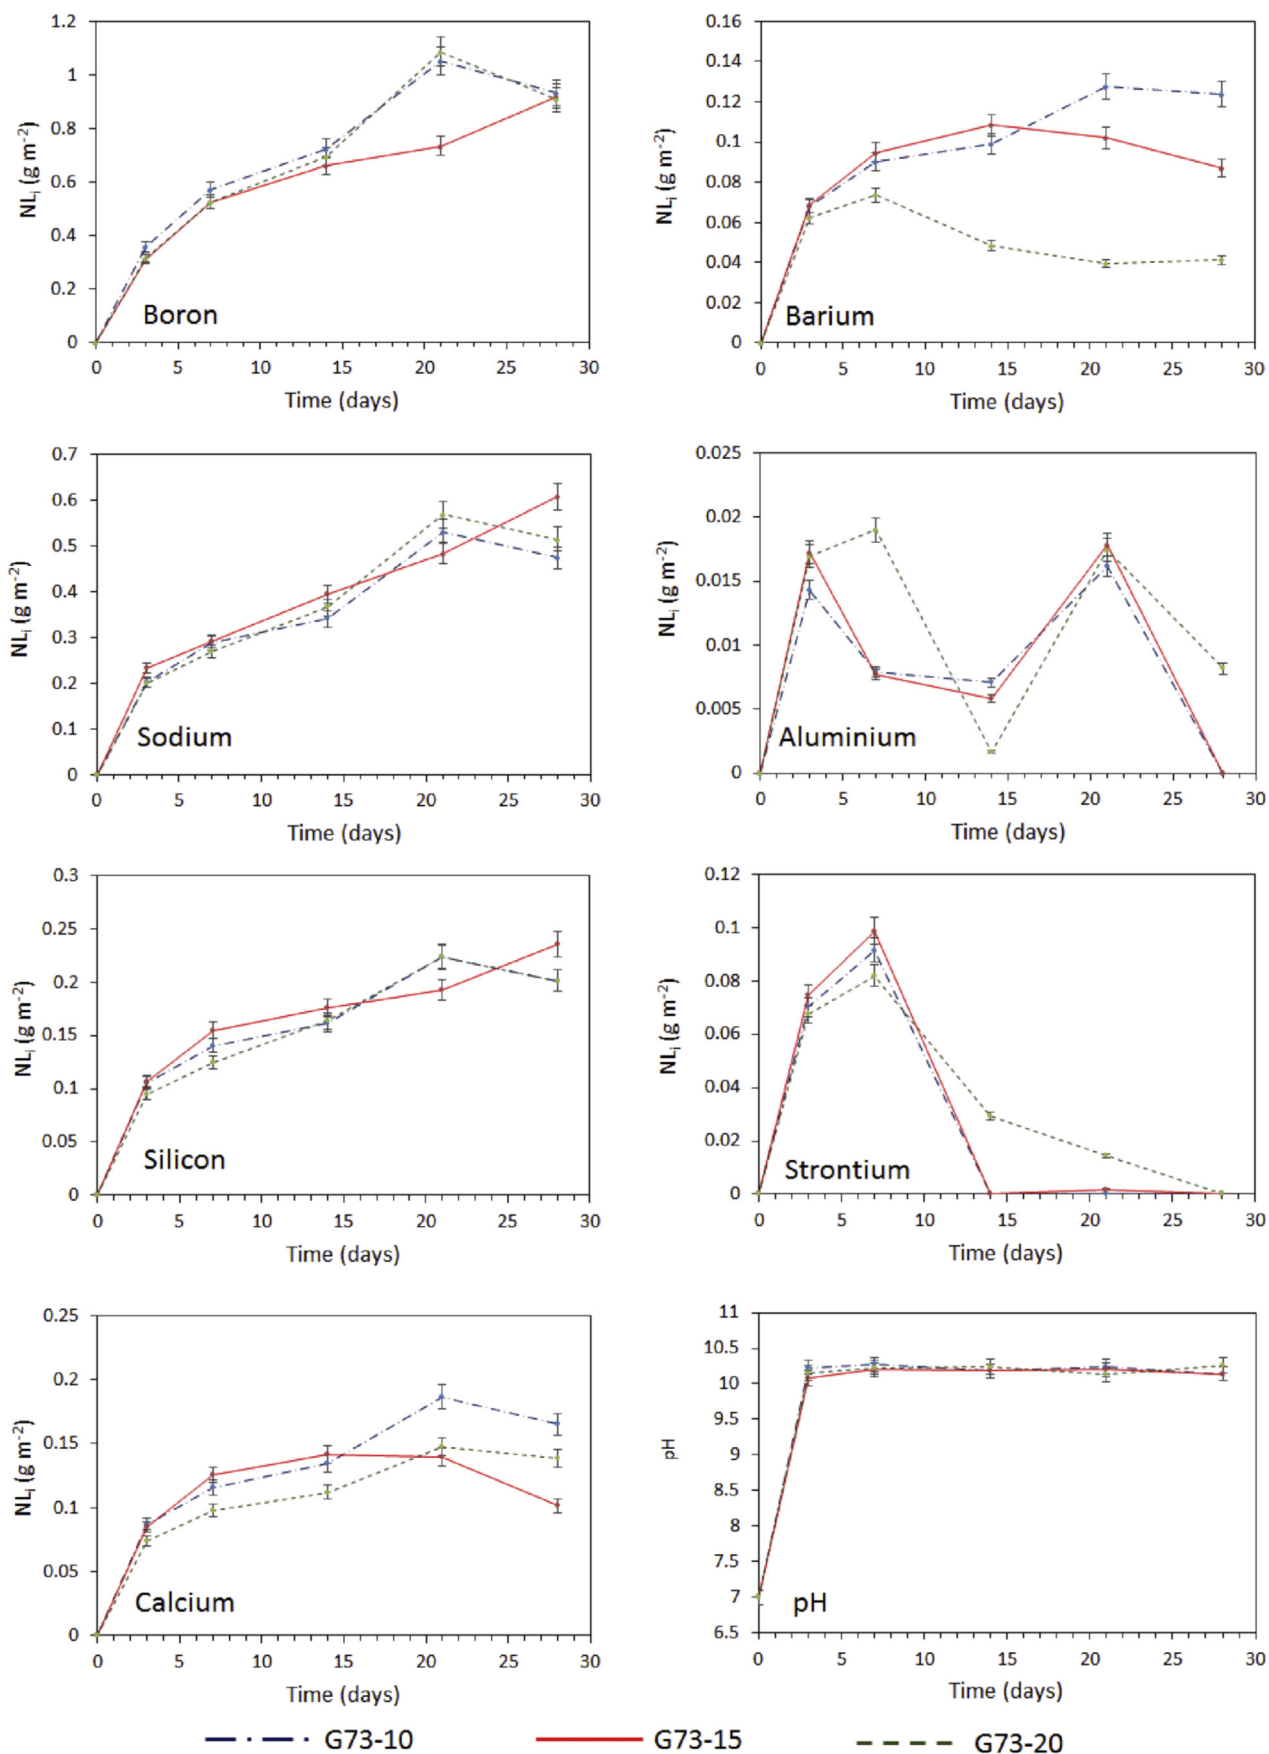 1.2
1
0.8
0.6
0.4
0.2
0
NLi (g m-2)
Boron
0 5 10 15 20 25 30
Time (days)
0.16
0.14
0.12
0.1
0.08
0.06
0.04
0.02
0
NLi (g m-2)
Barium
0 5 10 15 20 25 30
Time (days)
0.7
0.6
0.5
0.4
0.3
0.2
0.1
0
NLi (g m-2)
Sodium
0 5 10 15 20 25 30
Time (days)
0.025
0.02
0.015
0.01
0.005
0
NLi (g m-2)
Aluminium
0 5 10 15 20 25 30
Time (days)
0.3
0.25
0.2
0.15
0.1
0.05
0
NLi (g m-2)
Silicon
0 5 10 15 20 25 30
Time (days)
0.12
0.1
0.08
0.06
0.04
0.02
0
NLi (g m-2)
Strontium
0 5 10 15 20 25 30
Time (days)
0.25
0.2
0.15
0.1
0.05
0
NLi (g m-2)
Calcium
0 5 10 15 20 25 30
Time (days)
11
10.5
10
9.5
9
8.5
8
7.5
7
6.5
pH
pH
0 5 10 15 20 25 30
Time (days)
G73-10 G73-15 G73-20